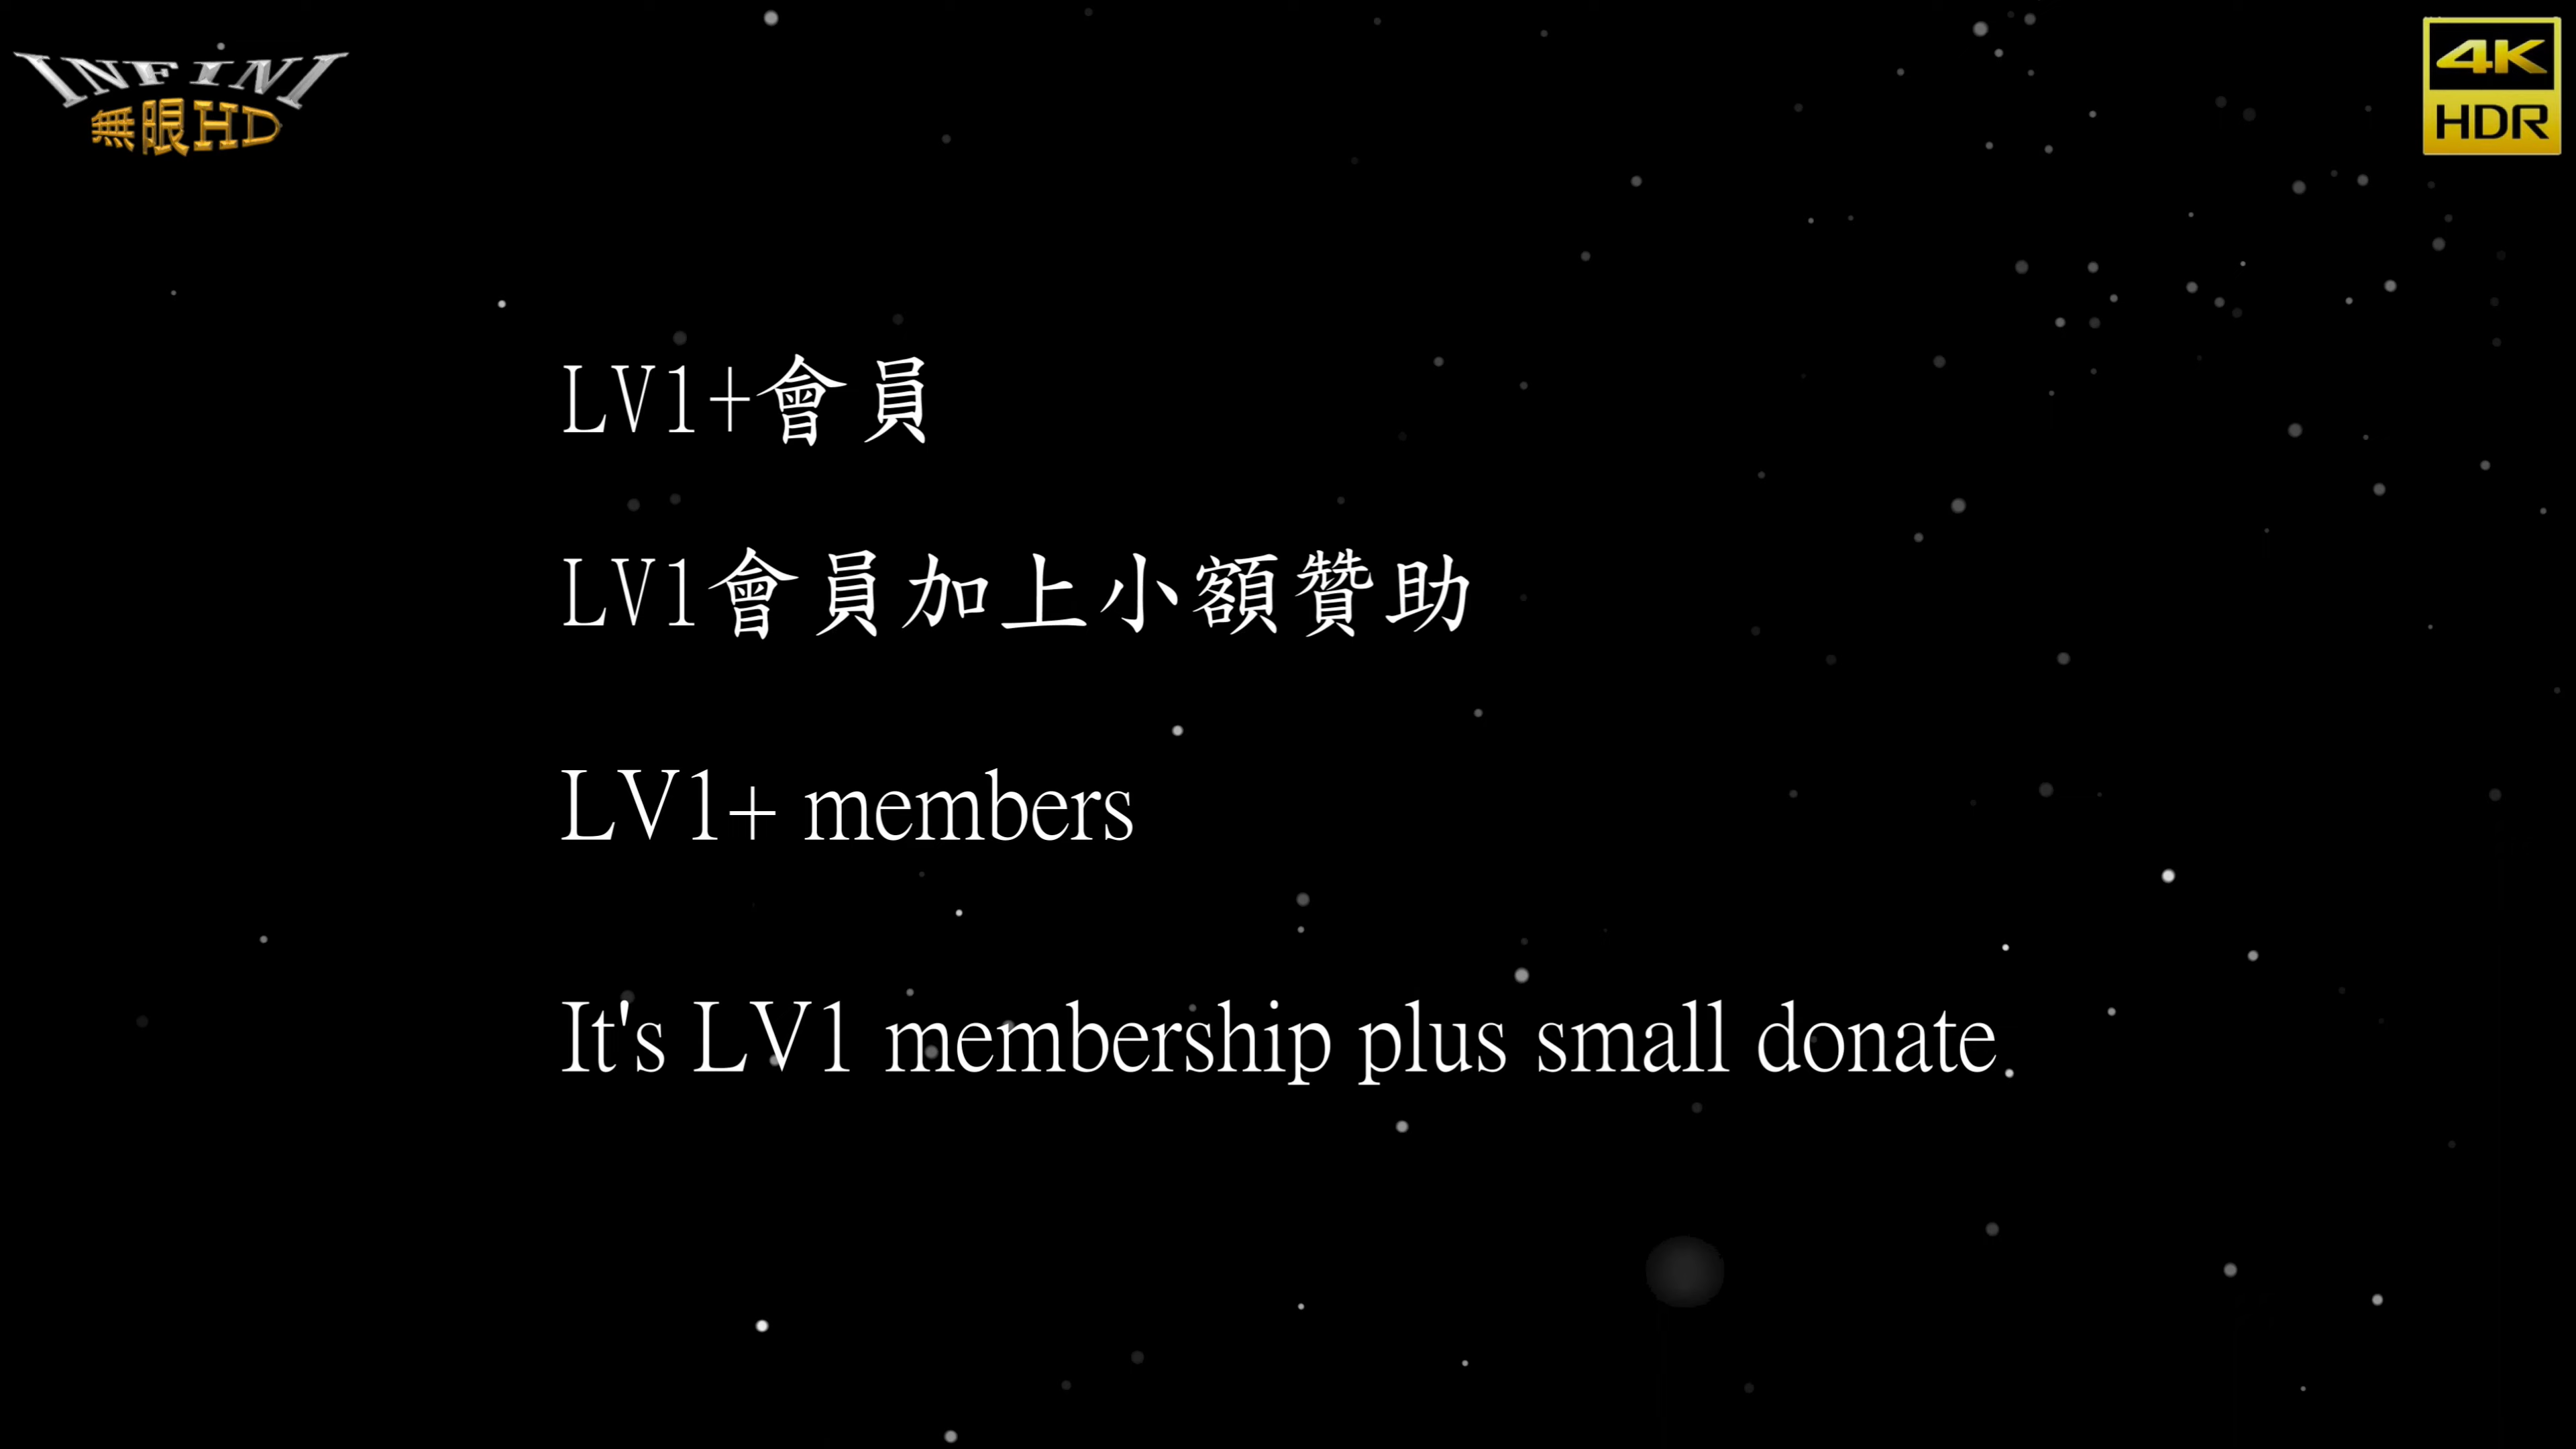 INFINI
無限HD
4K
HDR
LV1+會員
LV1會員加上小額贊助
LV1+ members
It's LV1 membership plus small donate